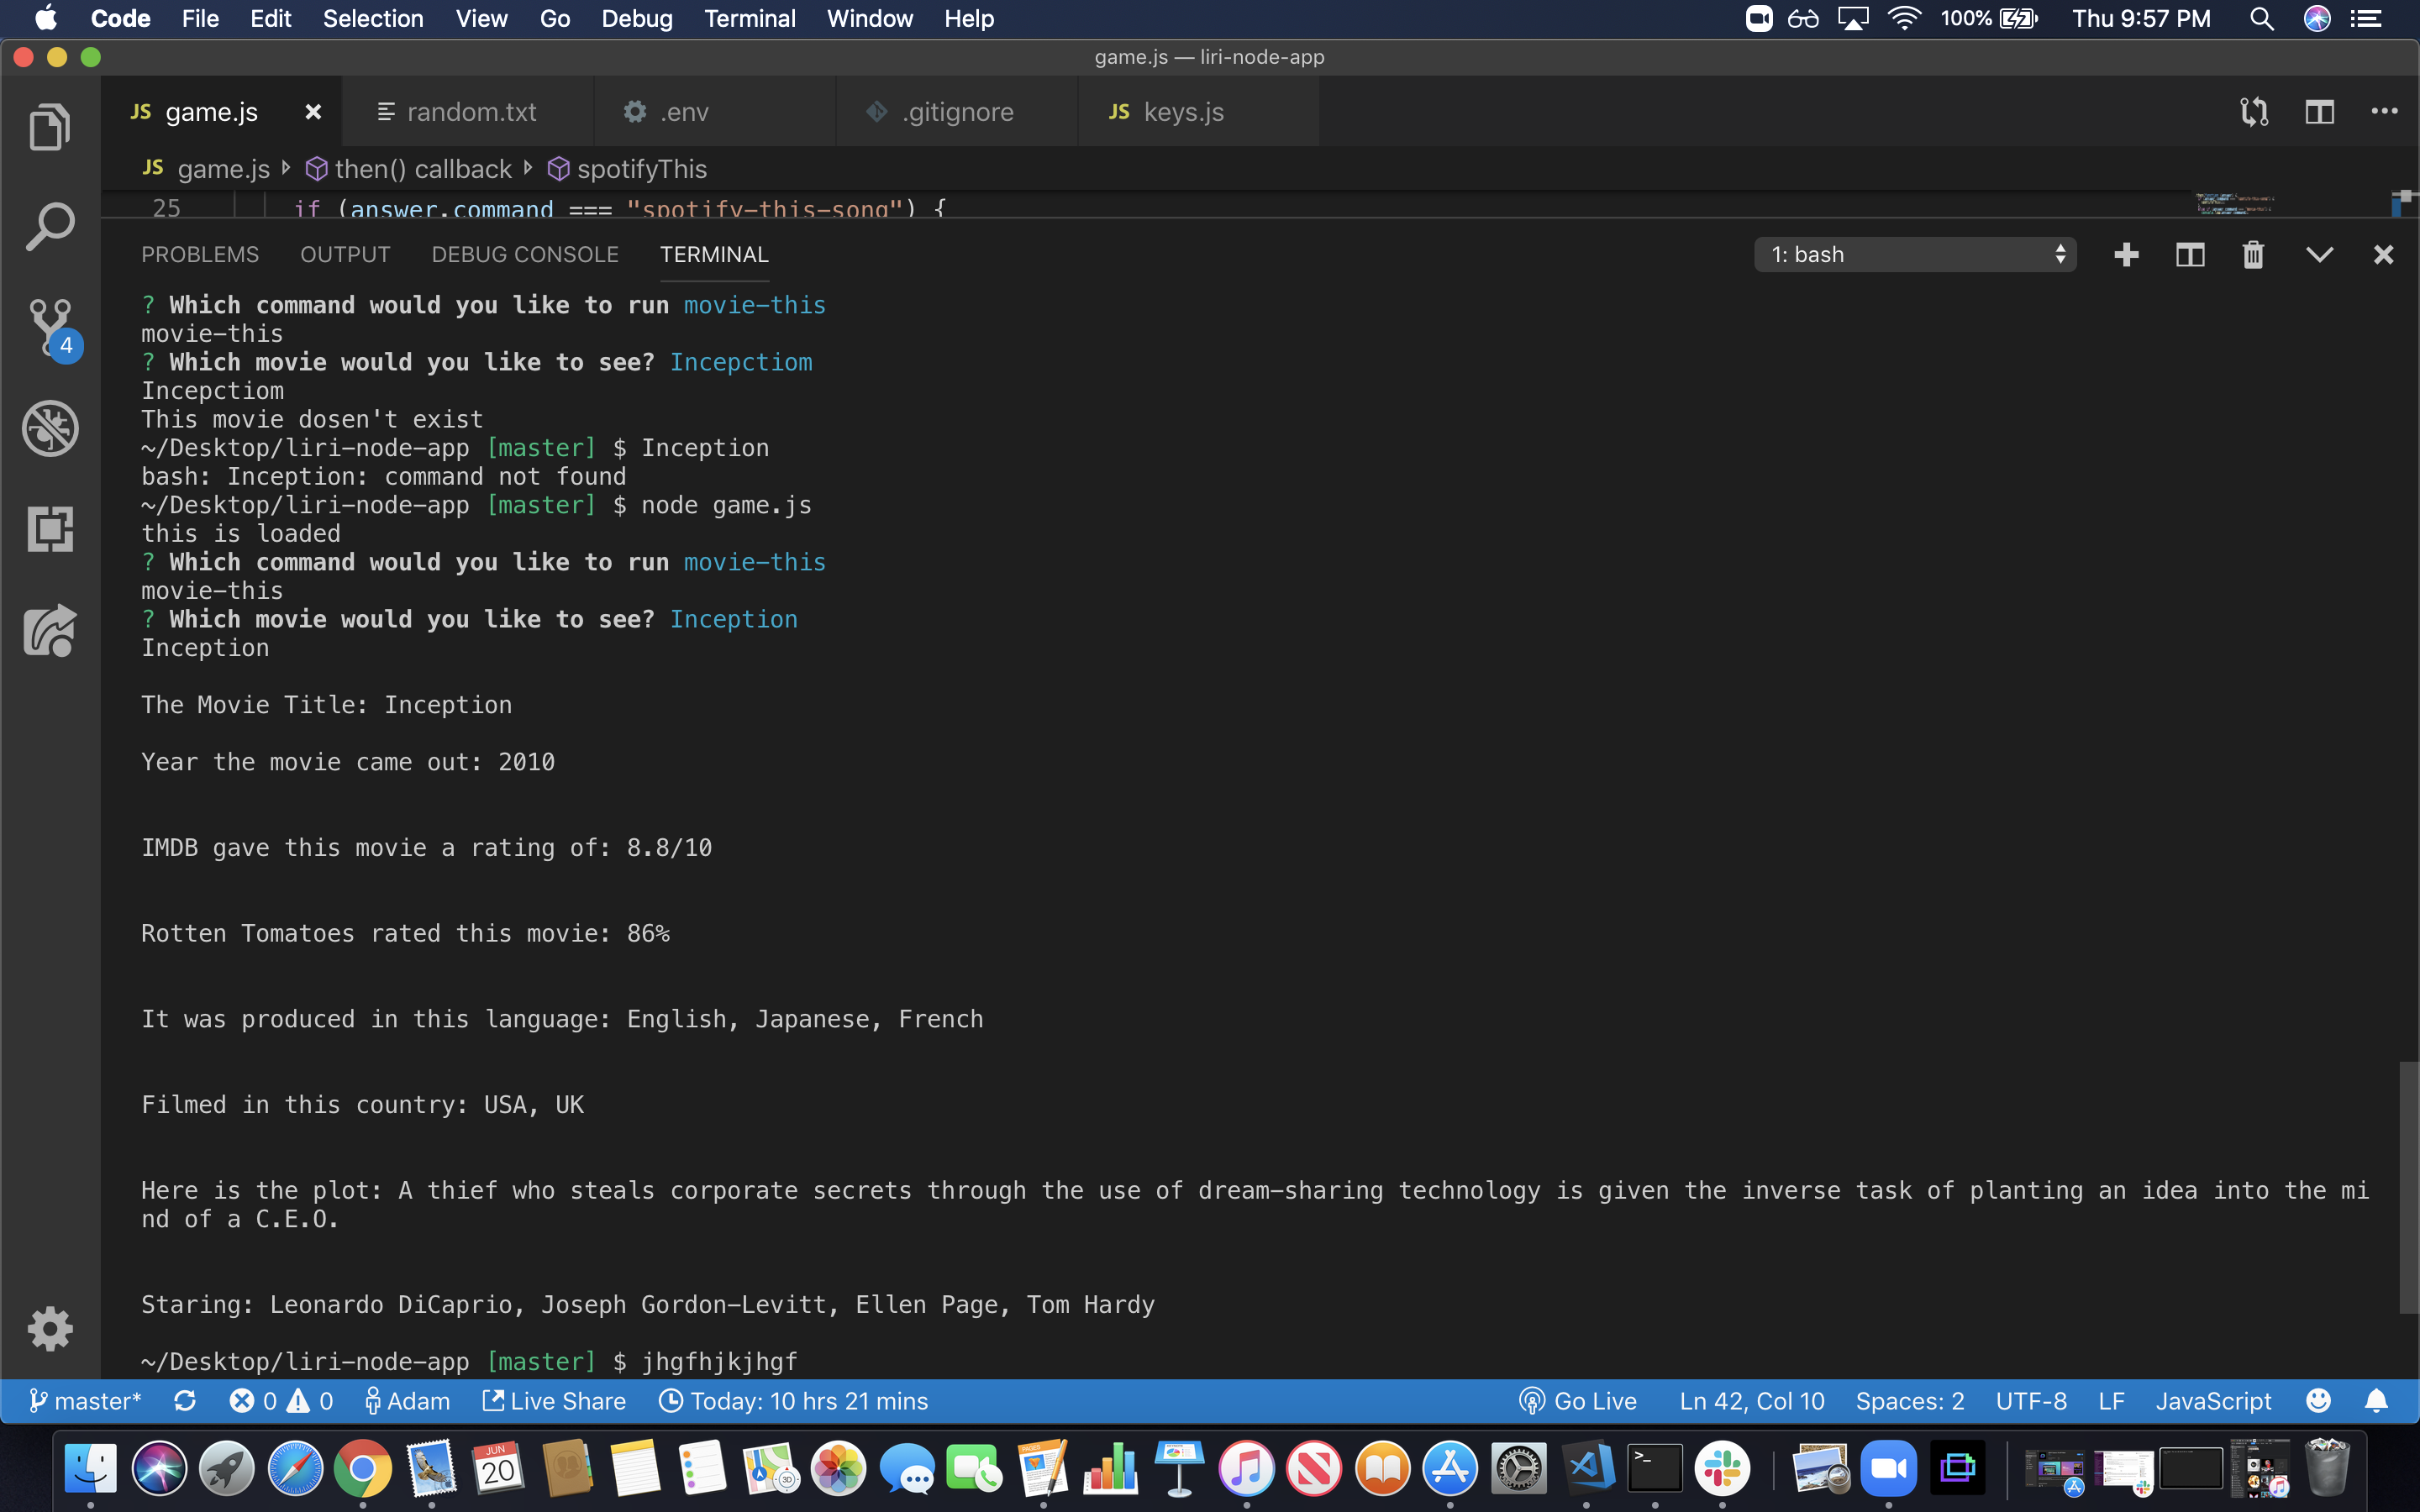 Code File Edit Selection View Go Debug Terminal Window Help 100% Thu 9:57 PM
game.js — liri-node-app
JS game.js random.txt .env .gitignore JS keys.js
JS game.js then() callback spotifyThis
25 if (answer.command === "spotify-this-song") {
PROBLEMS OUTPUT DEBUG CONSOLE TERMINAL 1: bash
? Which command would you like to run movie-this
movie-this
? Which movie would you like to see? Incepctiom
Incepctiom
This movie dosen't exist
~/Desktop/liri-node-app [master] $ Inception
bash: Inception: command not found
~/Desktop/liri-node-app [master] $ node game.js
this is loaded
? Which command would you like to run movie-this
movie-this
? Which movie would you like to see? Inception
Inception
The Movie Title: Inception
Year the movie came out: 2010
IMDB gave this movie a rating of: 8.8/10
Rotten Tomatoes rated this movie: 86%
It was produced in this language: English, Japanese, French
Filmed in this country: USA, UK
Here is the plot: A thief who steals corporate secrets through the use of dream-sharing technology is given the inverse task of planting an idea into the mi
nd of a C.E.O.
Staring: Leonardo DiCaprio, Joseph Gordon-Levitt, Ellen Page, Tom Hardy
~/Desktop/liri-node-app [master] $ jhgfhjkjhgf
4
master* 0 0 Adam Live Share Today: 10 hrs 21 mins Go Live Ln 42, Col 10 Spaces: 2 UTF-8 LF JavaScript
JUN
20
PAGES
3D
>_